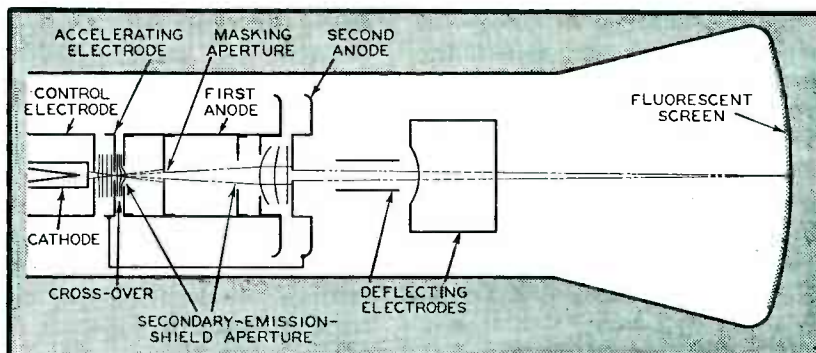 ACCELERATING
ELECTRODE
MASKING
APERTURE
SECOND
ANODE
CONTROL
ELECTRODE
FIRST
ANODE
FLUORESCENT
SCREEN
CATHODE
CROSS-OVER
SECONDARY-EMISSION-
SHIELD APERTURE
DEFLECTING
ELECTRODES